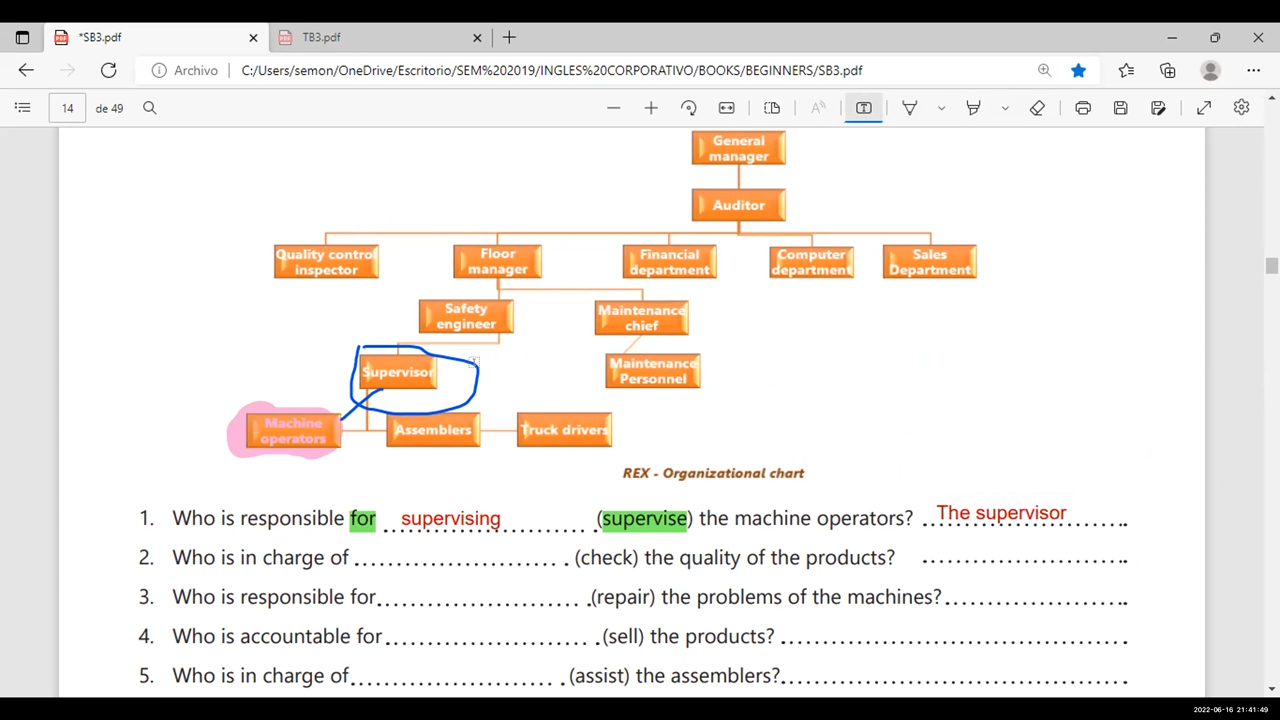 *SB3.pdf
TB3.pdf
Archivo C:/Users/semon/OneDrive/Escritorio/SEM%202019/INGLES%20CORPORATIVO/BOOKS/BEGINNERS/SB3.pdf
14 de 49
General
manager
Auditor
Quality control
inspector
Floor
manager
Financial
department
Computer
department
Sales
Department
Safety
engineer
Maintenance
chief
Supervisor
Maintenance
Personnel
Machine
operators
Assemblers
Truck drivers
REX - Organizational chart
1. Who is responsible for supervising (supervise) the machine operators? The supervisor
2. Who is in charge of ........................ (check) the quality of the products? ........................
3. Who is responsible for........................ (repair) the problems of the machines?........................
4. Who is accountable for........................ (sell) the products? ........................
5. Who is in charge of........................ (assist) the assemblers?........................
2022-06-16 21:41:49